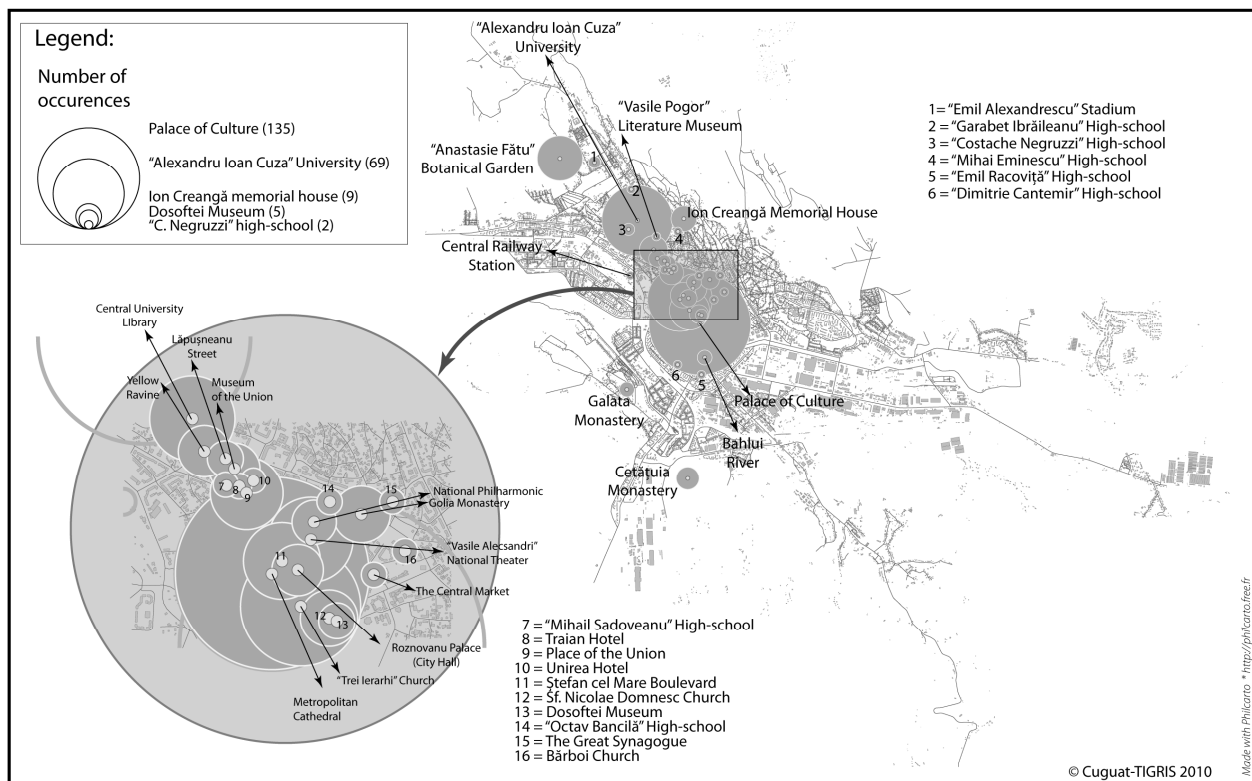 Legend:
Number of
occurences
Palace of Culture (135)
"Alexandru Ioan Cuza" University (69)
Ion Creangă memorial house (9)
Dosoftei Museum (5)
"C. Negruzzi" high-school (2)
"Alexandru Ioan Cuza"
University
"Vasile Pogor"
Literature Museum
"Anastasie Fătu"
Botanical Garden
1
2
3
4
Ion Creangă Memorial House
Central Railway
Station
6
5
Galata
Monastery
Palace of Culture
Bahlui
River
Cetățuia
Monastery
1= "Emil Alexandrescu" Stadium
2 = "Garabet Ibrăileanu" High-school
3 = "Costache Negruzzi" High-school
4 = "Mihai Eminescu" High-school
5 = "Emil Racoviță" High-school
6 = "Dimitrie Cantemir" High-school
Central University
Library
Lăpușneanu
Street
Yellow
Ravine
Museum
of the Union
7
8
9
10
14
15
National Philharmonic
Golia Monastery
"Vasile Alecsandri"
National Theater
16
11
The Central Market
12
13
Roznovanu Palace
(City Hall)
"Trei Ierarhi" Church
Metropolitan
Cathedral
7 = "Mihail Sadoveanu" High-school
8 = Traian Hotel
9 = Place of the Union
10 = Unirea Hotel
11 = Ștefan cel Mare Boulevard
12 = Sf. Nicolae Domnesc Church
13 = Dosoftei Museum
14 = "Octav Bancilă" High-school
15 = The Great Synagogue
16 = Bărboi Church
© Cuguat-TIGRIS 2010
Made with Philcarto * http://philcarto.free.fr